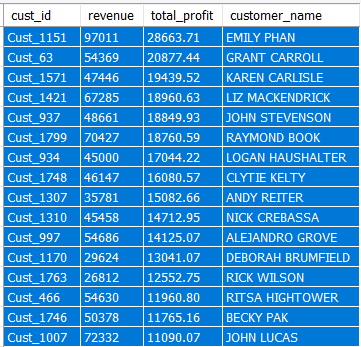 cust_id revenue total_profit customer_name
Cust_1151 97011 28663.71 EMILY PHAN
Cust_63 54369 20877.44 GRANT CARROLL
Cust_1571 47446 19439.52 KAREN CARLISLE
Cust_1421 67285 18960.63 LIZ MACKENDRICK
Cust_937 48661 18849.93 JOHN STEVENSON
Cust_1799 70427 18760.59 RAYMOND BOOK
Cust_934 45000 17044.22 LOGAN HAUSHALTER
Cust_1748 46147 16080.57 CLYTIE KELTY
Cust_1307 35781 15082.66 ANDY REITER
Cust_1310 45458 14712.95 NICK CREBASSA
Cust_997 54686 14125.07 ALEJANDRO GROVE
Cust_1170 29624 13041.07 DEBORAH BRUMFIELD
Cust_1763 26812 12552.75 RICK WILSON
Cust_466 54630 11960.80 RITSA HIGHTOWER
Cust_1746 50378 11765.16 BECKY PAK
Cust_1007 72332 11090.07 JOHN LUCAS